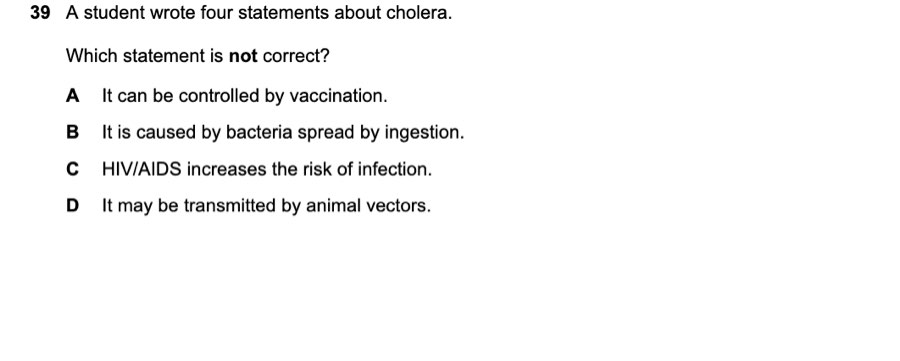 39 A student wrote four statements about cholera.
Which statement is not correct?
A It can be controlled by vaccination.
B It is caused by bacteria spread by ingestion.
C HIV/AIDS increases the risk of infection.
D It may be transmitted by animal vectors.